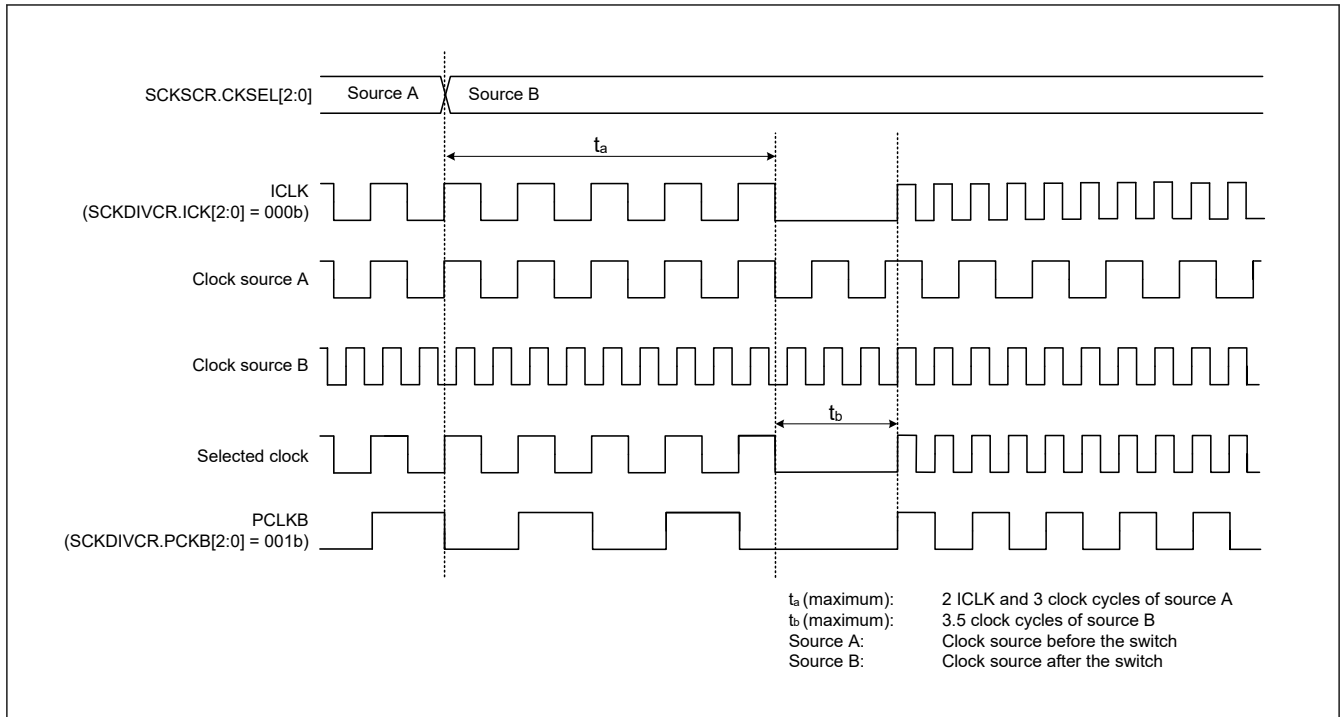 SCKSCR.CKSEL[2:0]
Source A
Source B
ta
ICLK
(SCKDIVCR.ICK[2:0] = 000b)
Clock source A
Clock source B
tb
Selected clock
PCLKB
(SCKDIVCR.PCKB[2:0] = 001b)
ta (maximum): 2 ICLK and 3 clock cycles of source A
tb (maximum): 3.5 clock cycles of source B
Source A: Clock source before the switch
Source B: Clock source after the switch